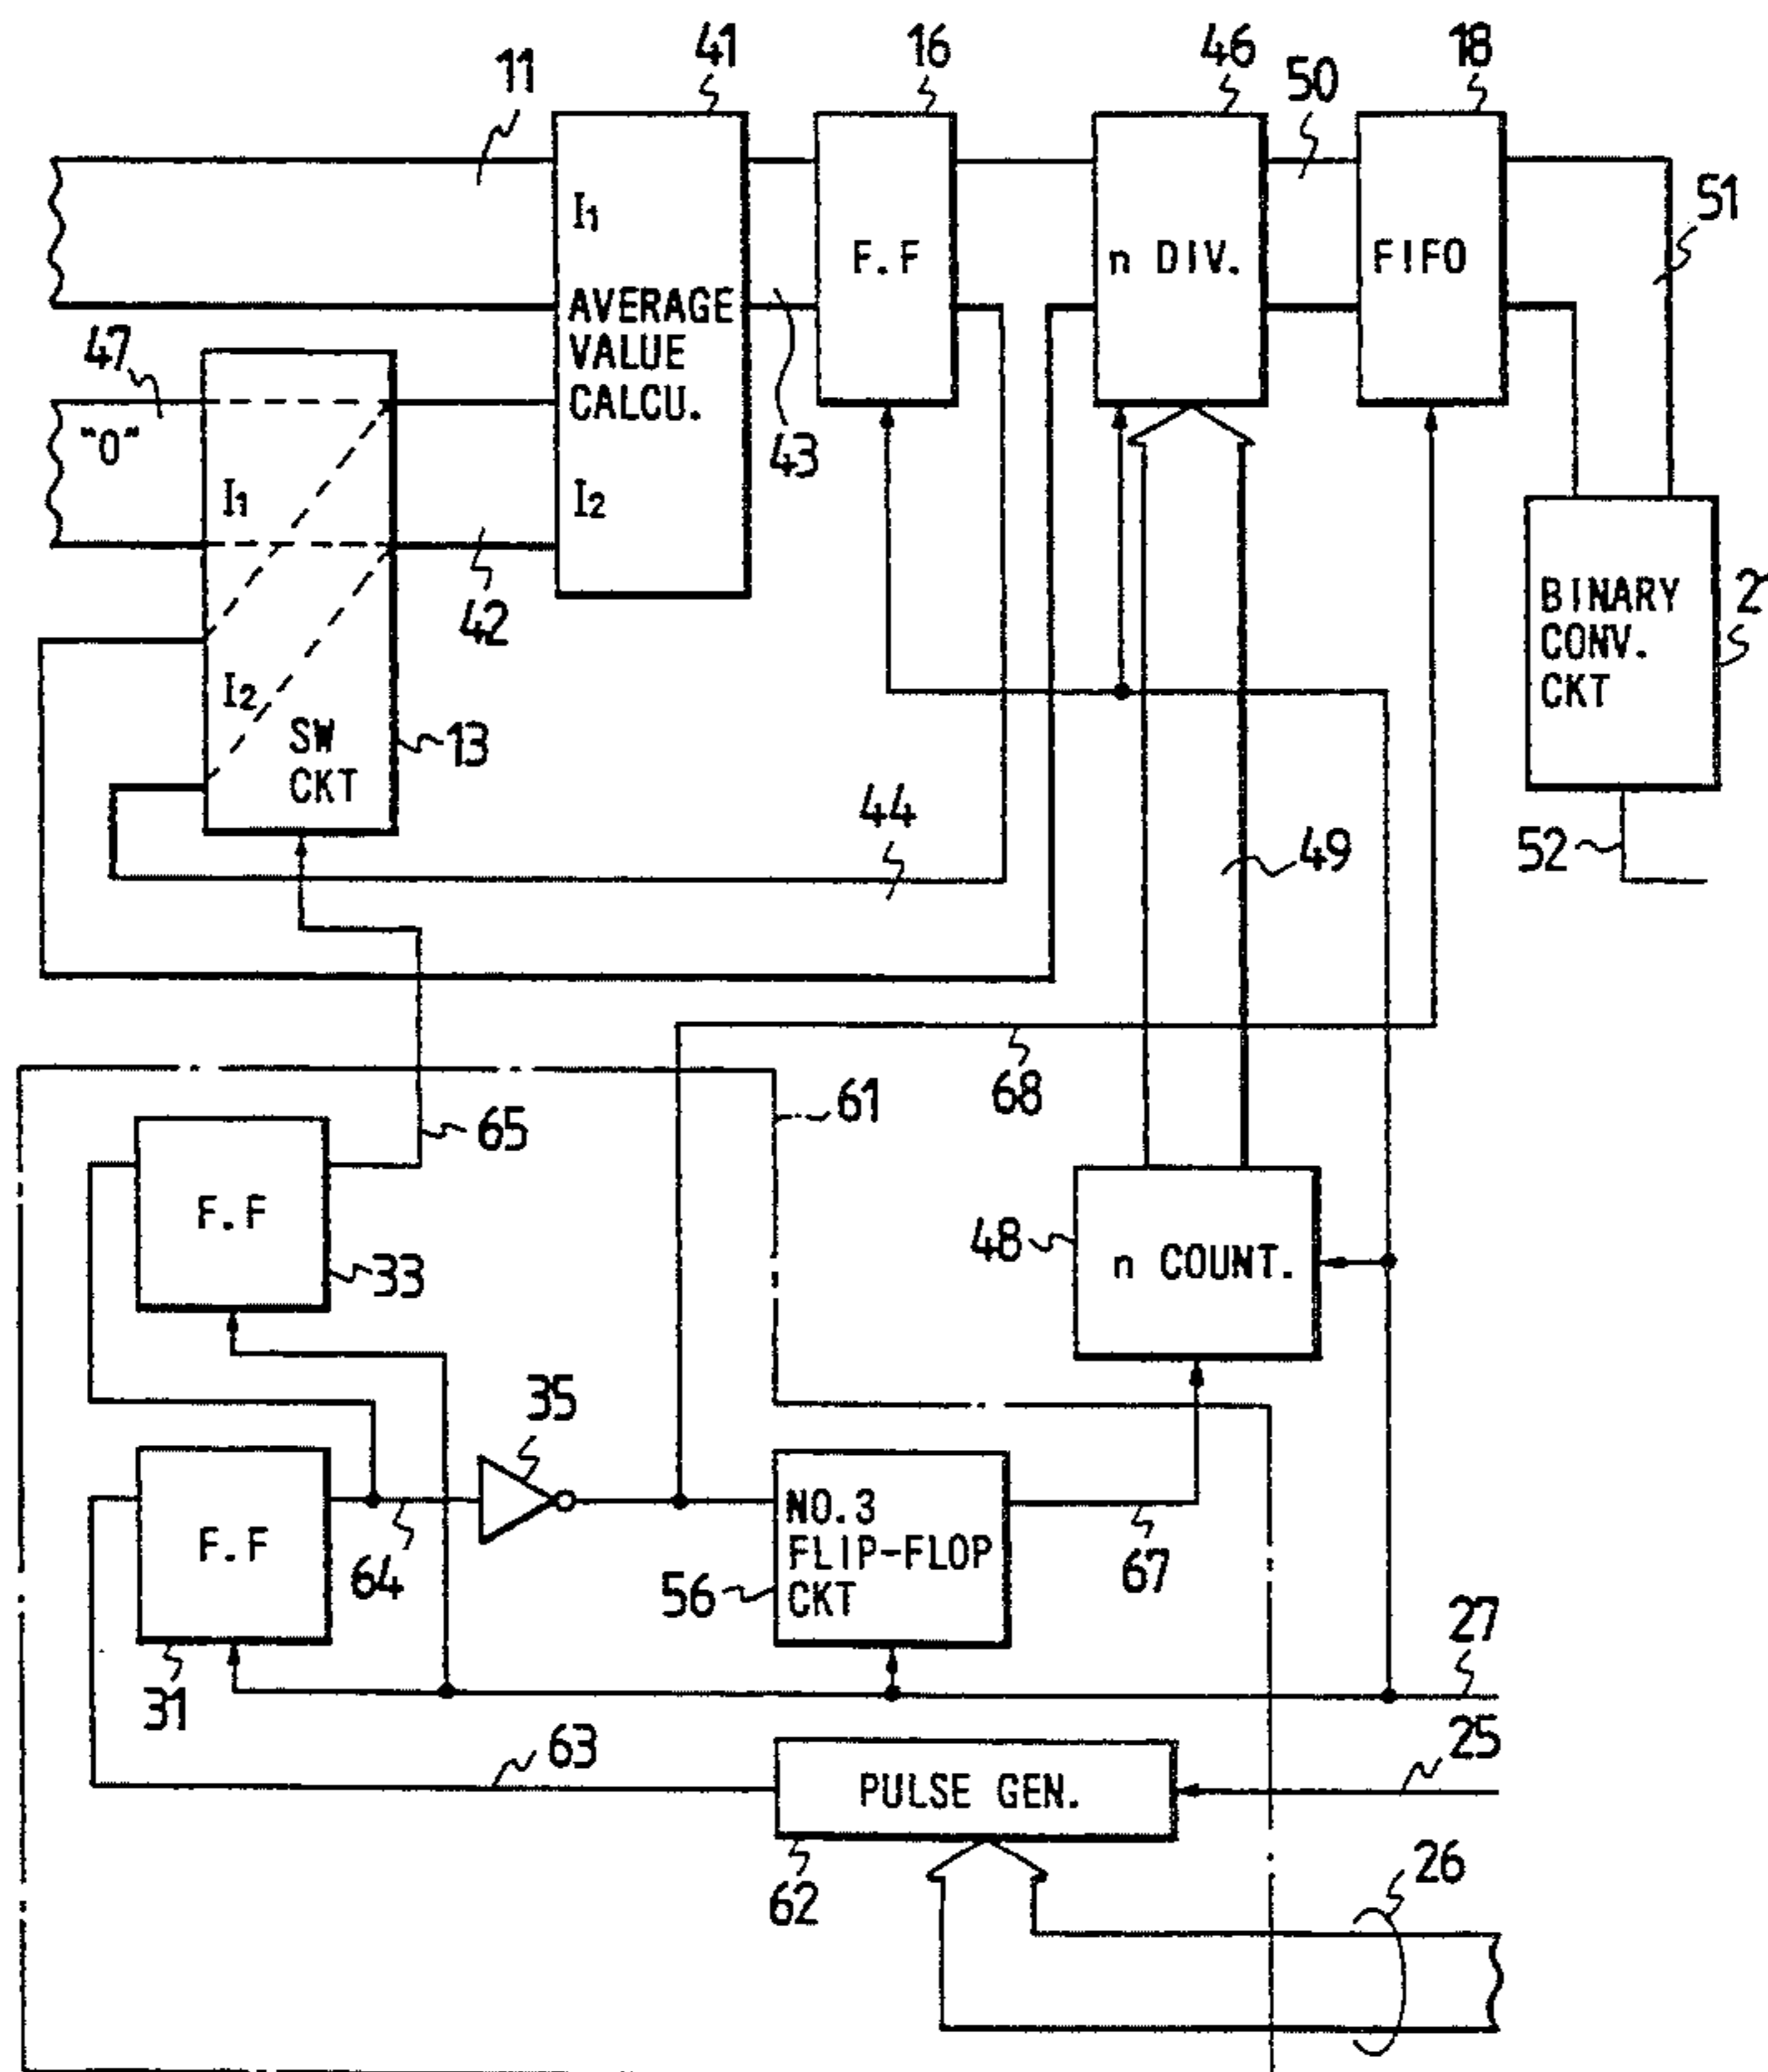 41
16
46
18
11
50
I1
F.F
n DIV.
FIFO
51
AVERAGE
VALUE
CALCU.
47
"0"
43
I1
I2
42
BINARY
CONV.
CKT
2
I2
SW
CKT
13
44
49
52
68
61
65
F.F
33
48
n COUNT.
35
F.F
64
NO.3
FLIP-FLOP
CKT
56
67
31
27
63
25
PULSE GEN.
62
26